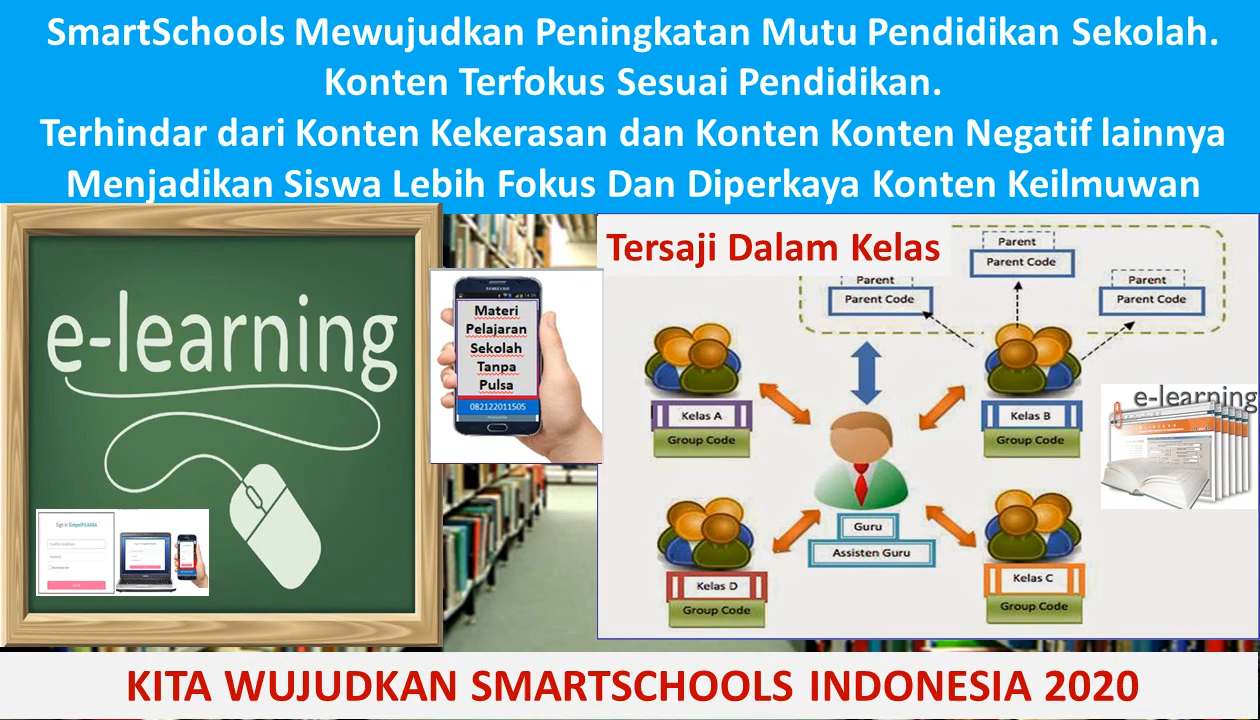 SmartSchools Mewujudkan Peningkatan Mutu Pendidikan Sekolah.
Konten Terfokus Sesuai Pendidikan.
Terhindar dari Konten Kekerasan dan Konten Konten Negatif lainnya
Menjadikan Siswa Lebih Fokus Dan Diperkaya Konten Keilmuwan
e-learning
Materi
Pelajaran
Sekolah
Tanpa
Pulsa
082122011505
Tersaji Dalam Kelas
Parent
Parent Code
Parent
Parent Code
Parent
Parent Code
Kelas A
Group Code
Kelas B
Group Code
e-learning
Guru
Assisten Guru
Kelas D
Group Code
Kelas C
Group Code
KITA WUJUDKAN SMARTSCHOOLS INDONESIA 2020